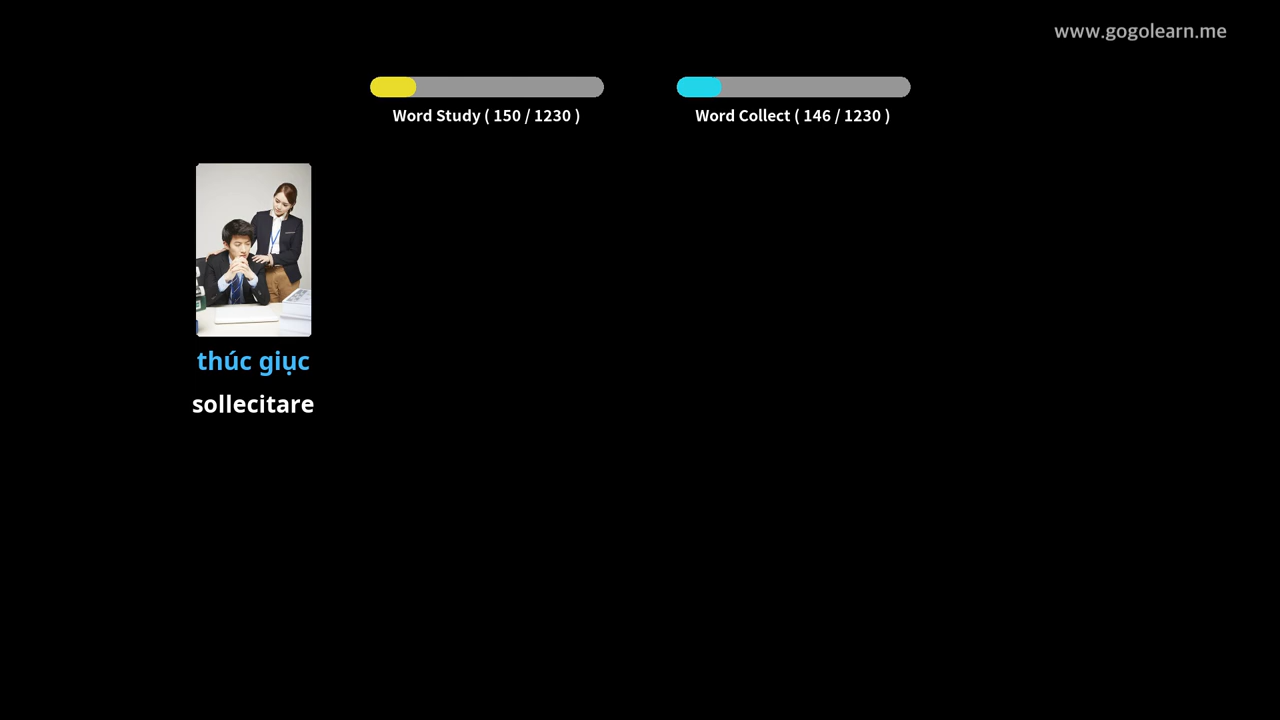 www.gogolearn.me
Word Study ( 150 / 1230 )
Word Collect ( 146 / 1230 )
thúc giục
sollecitare